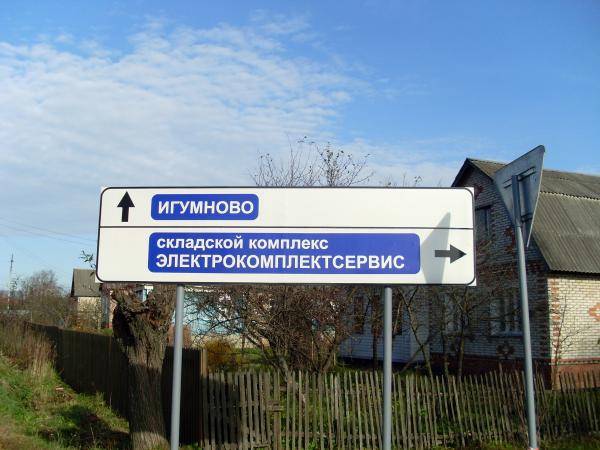 ИГУМНОВО
складской комплекс
ЭЛЕКТРОКОМПЛЕКТСЕРВИС